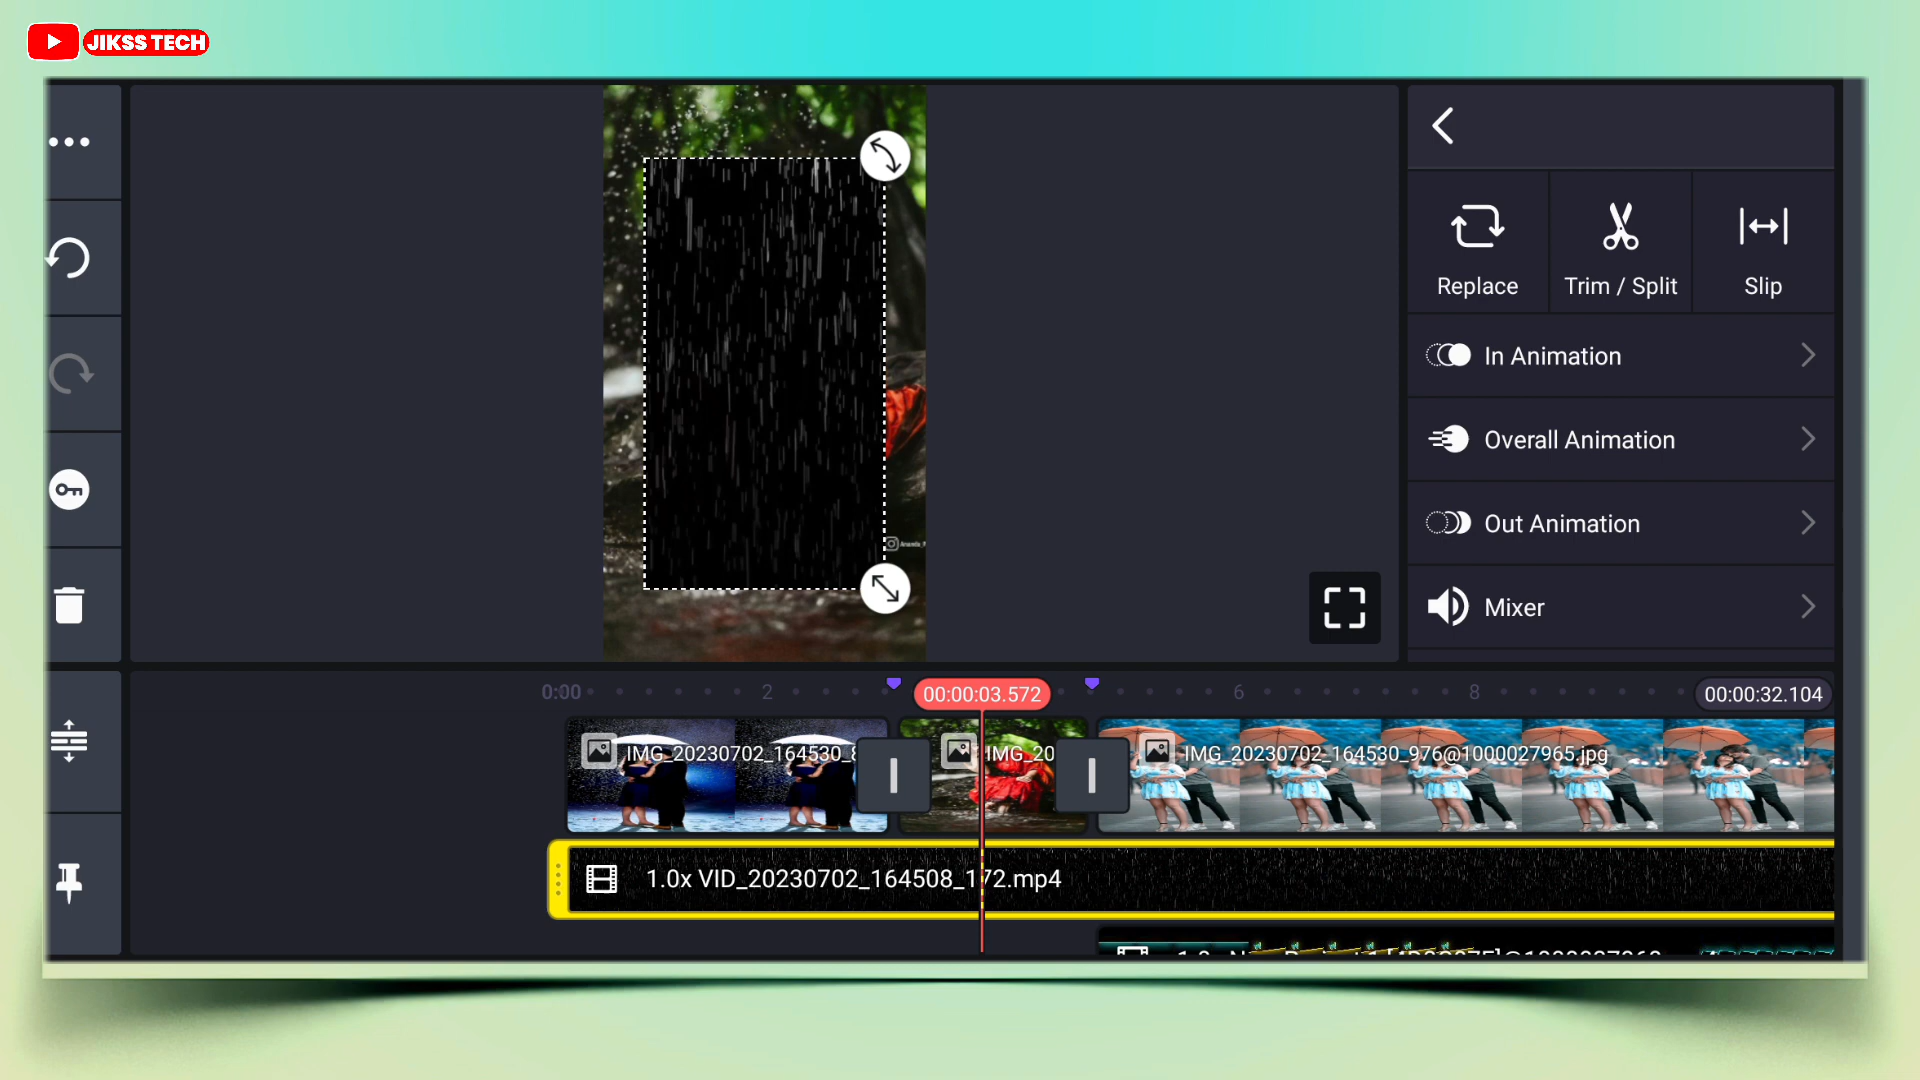 JIKSS TECH
Replace
Trim / Split
Slip
In Animation
Overall Animation
Out Animation
Mixer
0:00
2
00:00:03.572
6
8
00:00:32.104
IMG_20230702_164530_8
IMG_20
IMG_20230702_164530_976@1000027965.jpg
1.0x VID_20230702_164508_172.mp4